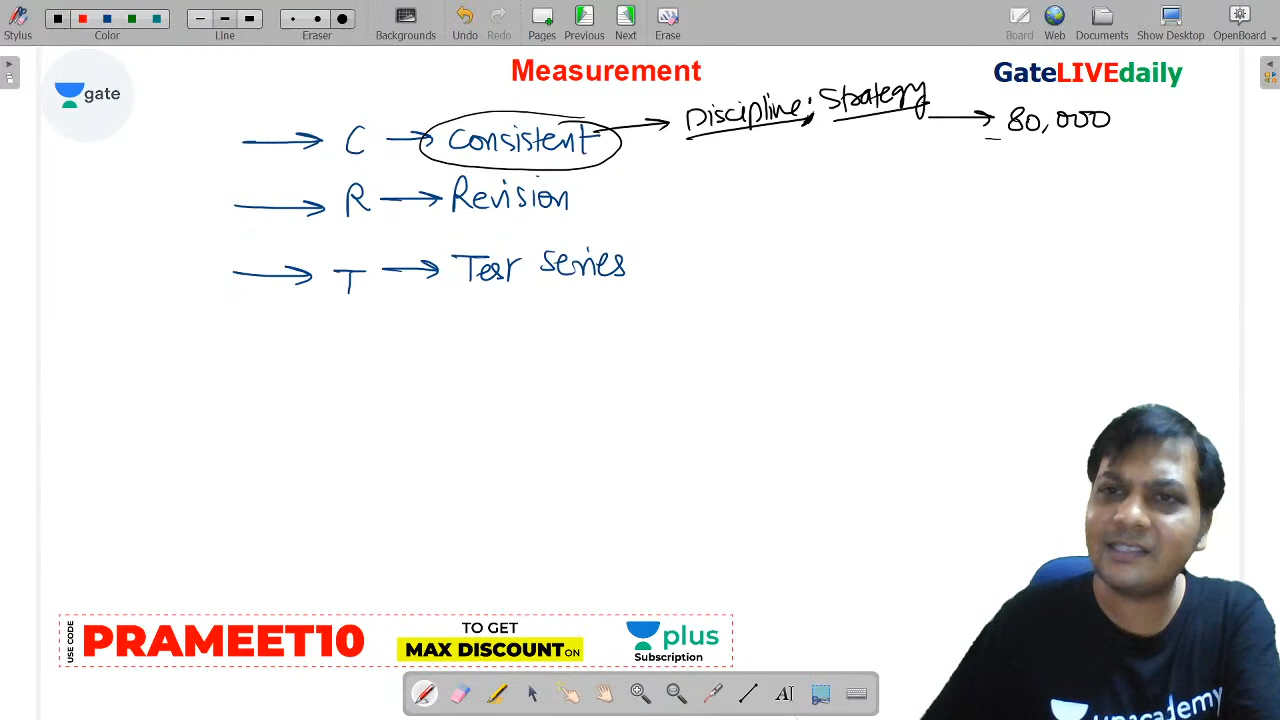 Stylus
Color
Line
Eraser
Backgrounds
Undo
Redo
Pages
Previous
Next
Erase
Board
Web
Documents
Show Desktop
OpenBoard
gate
Measurement
GateLIVEdaily
C → Consistent → Discipline; Strategy → 80,000
R → Revision
T → Test series
USE CODE
PRAMEET10
TO GET
MAX DISCOUNT ON
plus
Subscription
unacademy